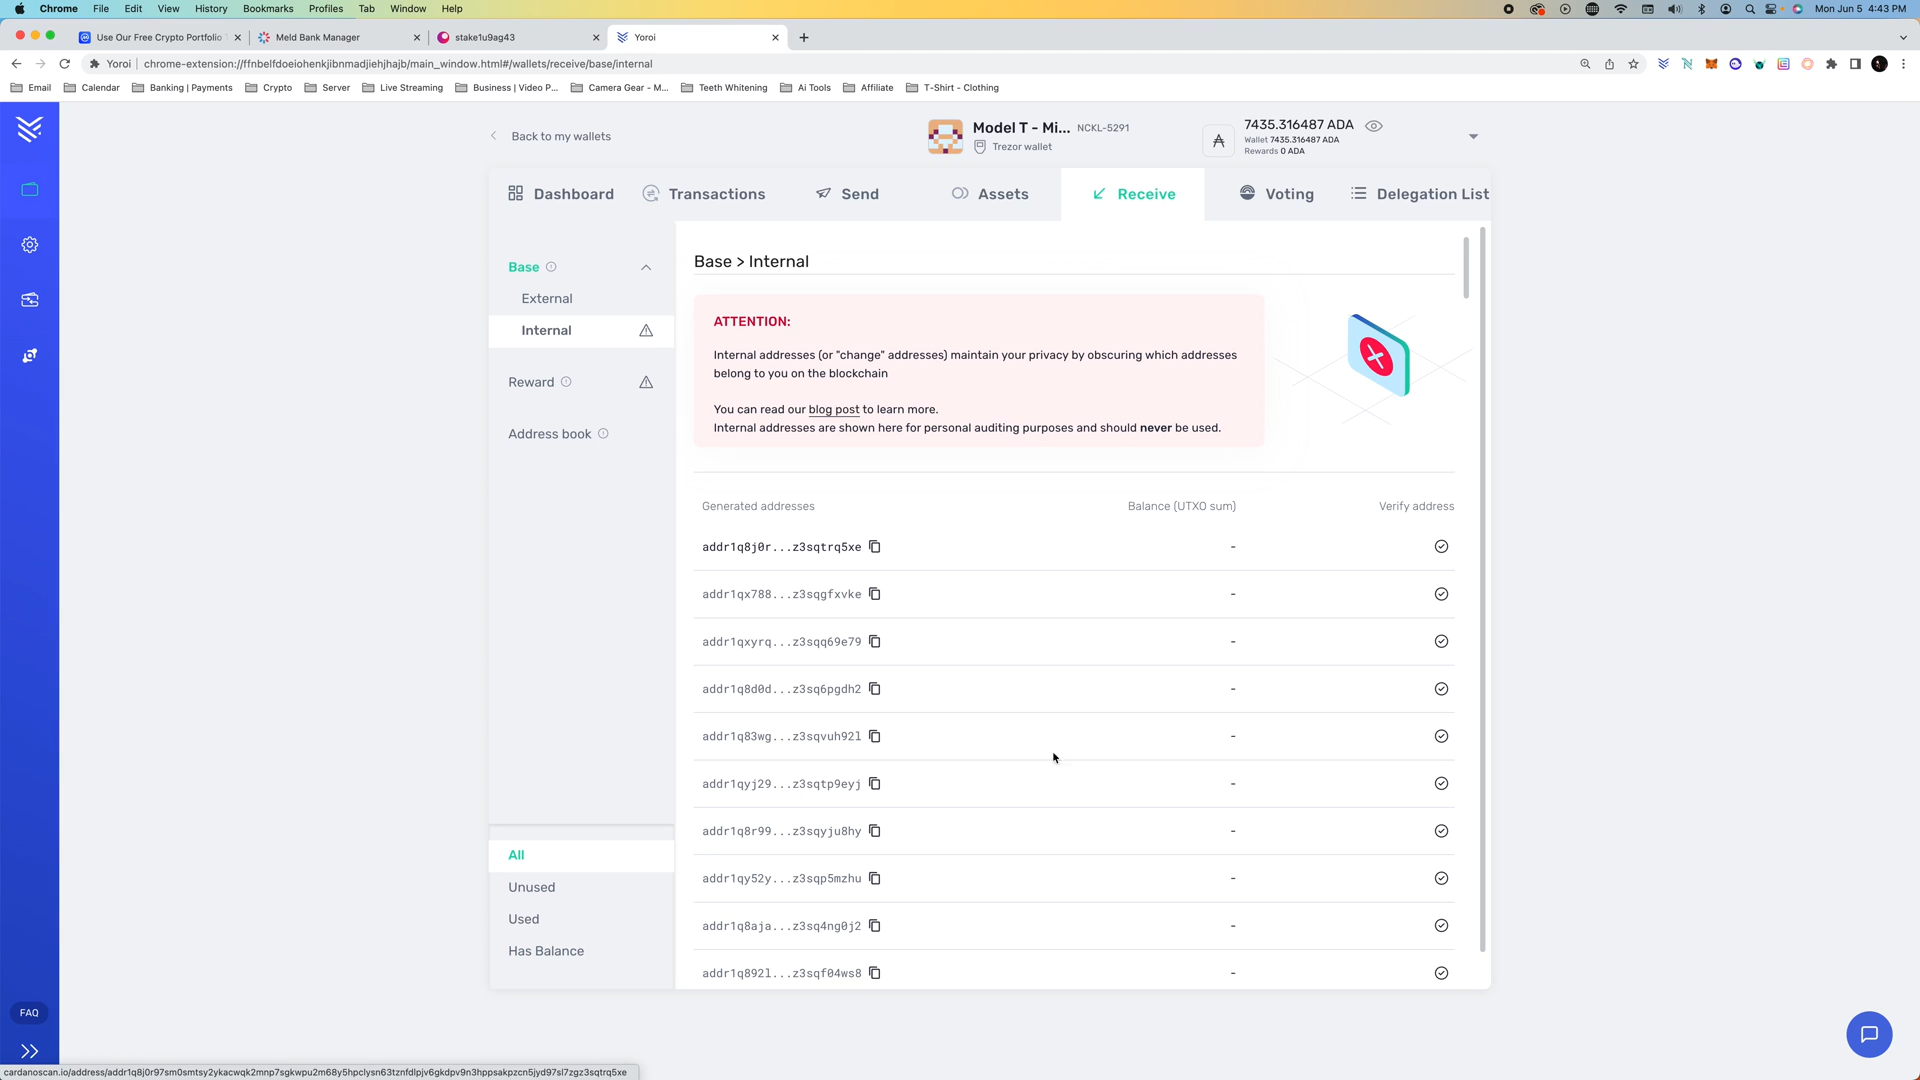 Chrome File Edit View History Bookmarks Profiles Tab Window Help Mon Jun 5 4:43 PM
Use Our Free Crypto Portfolio Meld Bank Manager stake1u9ag43 Yoroi
Yoroi chrome-extension://ffnbelfdoeiohenkjibnmadjiehjhajb/main_window.html#/wallets/receive/base/internal
Email Calendar Banking | Payments Crypto Server Live Streaming Business | Video P... Camera Gear - M... Teeth Whitening Ai Tools Affiliate T-Shirt - Clothing
Back to my wallets
Model T - Mi... NCKL-5291
Trezor wallet
7435.316487 ADA
Wallet 7435.316487 ADA
Rewards 0 ADA
Dashboard Transactions Send Assets Receive Voting Delegation List
Base
External
Internal
Reward
Address book
Base > Internal
ATTENTION:
Internal addresses (or "change" addresses) maintain your privacy by obscuring which addresses
belong to you on the blockchain
You can read our blog post to learn more.
Internal addresses are shown here for personal auditing purposes and should never be used.
Generated addresses Balance (UTXO sum) Verify address
addr1q8j0r...z3sqtrq5xe -
addr1qx788...z3sqgfxvke -
addr1qxyrq...z3sqq69e79 -
addr1q8d0d...z3sq6pgdh2 -
addr1q83wg...z3sqvuh92l -
addr1qyj29...z3sqtp9eyj -
addr1q8r99...z3sqyju8hy -
addr1qy52y...z3sqp5mzhu -
addr1q8aja...z3sq4ng0j2 -
addr1q892l...z3sqf04ws8 -
All
Unused
Used
Has Balance
FAQ
cardanoscan.io/address/addr1q8j0r97sm0smtsy2ykacwqk2mnp7sgkwpu2m68y5hpclysn63tznfdlpjv6gkdpv9n3hppsakpzcn5jyd97sl7zgz3sqtrq5xe